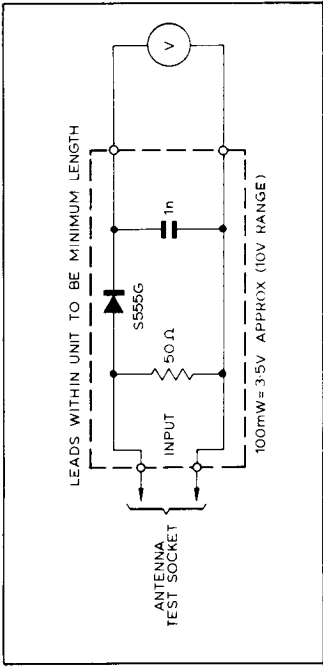 LEADS WITHIN UNIT TO BE MINIMUM LENGTH
S555G
V
1n
50 Ω
INPUT
ANTENNA
TEST SOCKET
100mW = 3·5V APPROX (10V RANGE)